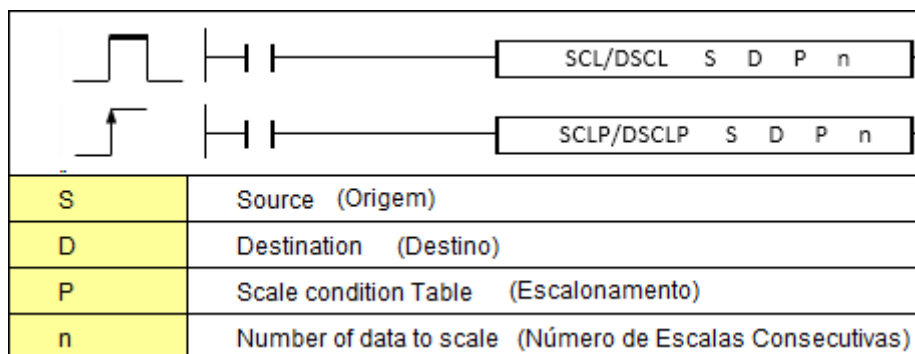 SCL/DSCL S D P n
SCLP/DSCLP S D P n
S Source (Origem)
D Destination (Destino)
P Scale condition Table (Escalonamento)
n Number of data to scale (Número de Escalas Consecutivas)